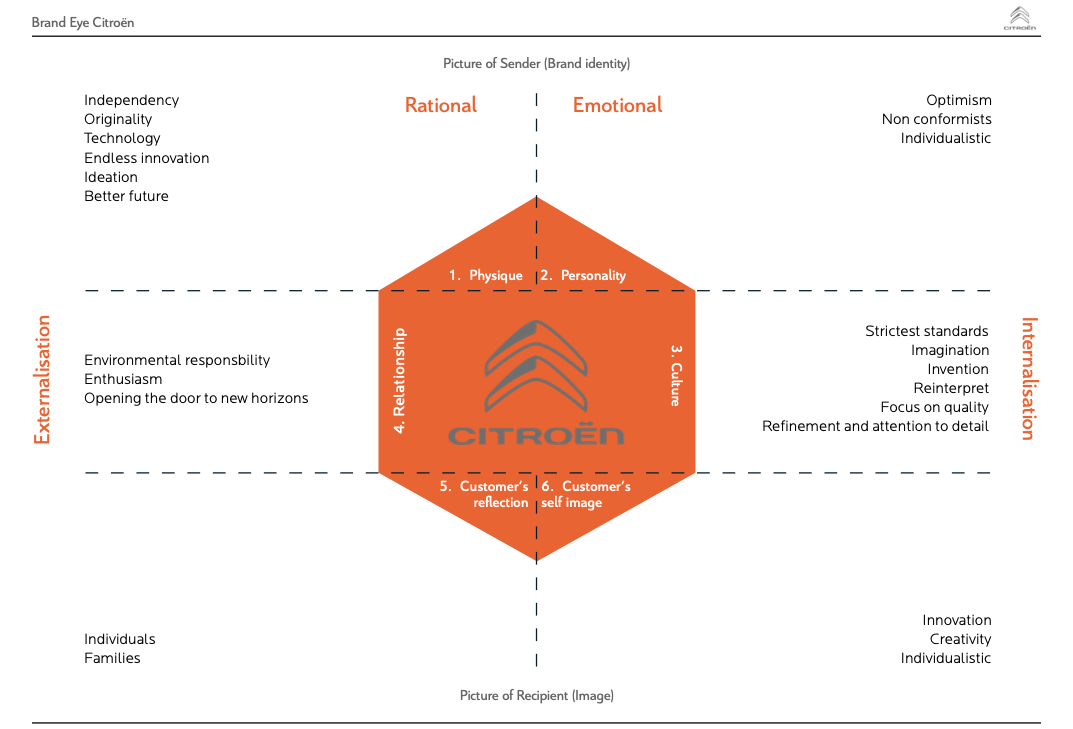 Brand Eye Citroën
CITROËN
Picture of Sender (Brand identity)
Rational
Emotional
Independency
Originality
Technology
Endless innovation
Ideation
Better future
Optimism
Non conformists
Individualistic
1. Physique
2. Personality
Externalisation
Environmental responsbility
Enthusiasm
Opening the door to new horizons
4. Relationship
CITROËN
3. Culture
Strictest standards
Imagination
Invention
Reinterpret
Focus on quality
Refinement and attention to detail
Internalisation
5. Customer's
reflection
6. Customer's
self image
Individuals
Families
Innovation
Creativity
Individualistic
Picture of Recipient (Image)